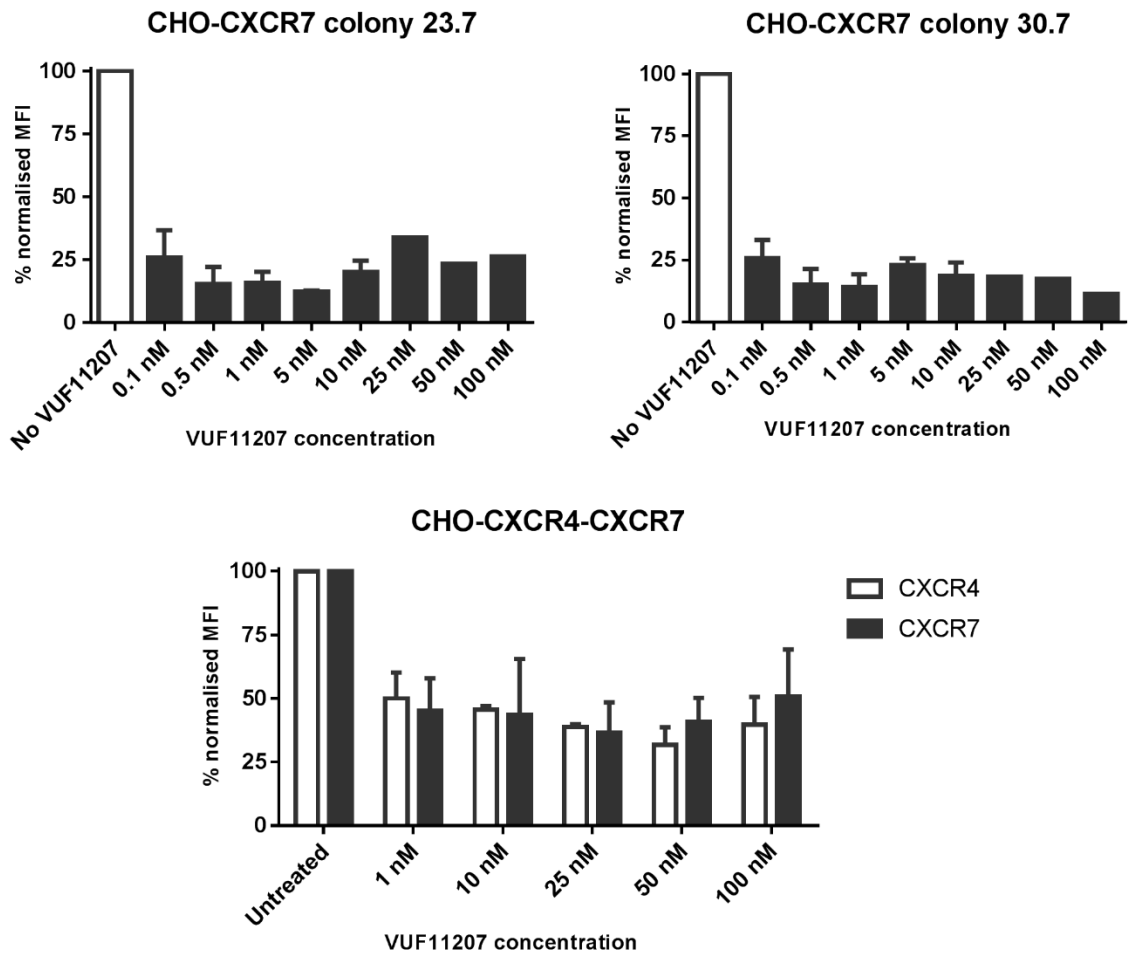 CHO-CXCR7 colony 23.7
% normalised MFI
100
75
50
25
0
No VUF11207
0.1 nM
0.5 nM
1 nM
5 nM
10 nM
25 nM
50 nM
100 nM
VUF11207 concentration
CHO-CXCR7 colony 30.7
% normalised MFI
100
75
50
25
0
No VUF11207
0.1 nM
0.5 nM
1 nM
5 nM
10 nM
25 nM
50 nM
100 nM
VUF11207 concentration
CHO-CXCR4-CXCR7
% normalised MFI
100
75
50
25
0
Untreated
1 nM
10 nM
25 nM
50 nM
100 nM
VUF11207 concentration
CXCR4
CXCR7